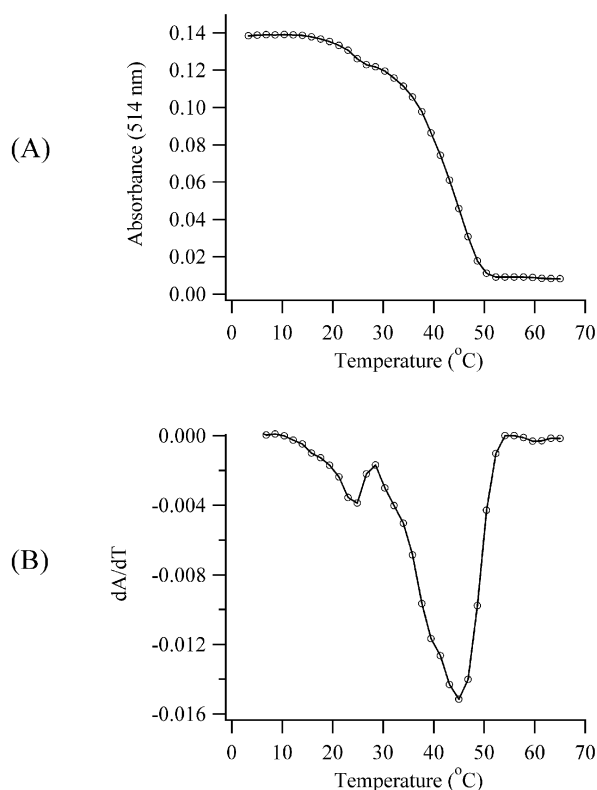 (A)
Absorbance (514 nm)
0.14
0.12
0.10
0.08
0.06
0.04
0.02
0.00
0 10 20 30 40 50 60 70
Temperature (°C)
(B)
dA/dT
0.000
-0.004
-0.008
-0.012
-0.016
0 10 20 30 40 50 60 70
Temperature (°C)